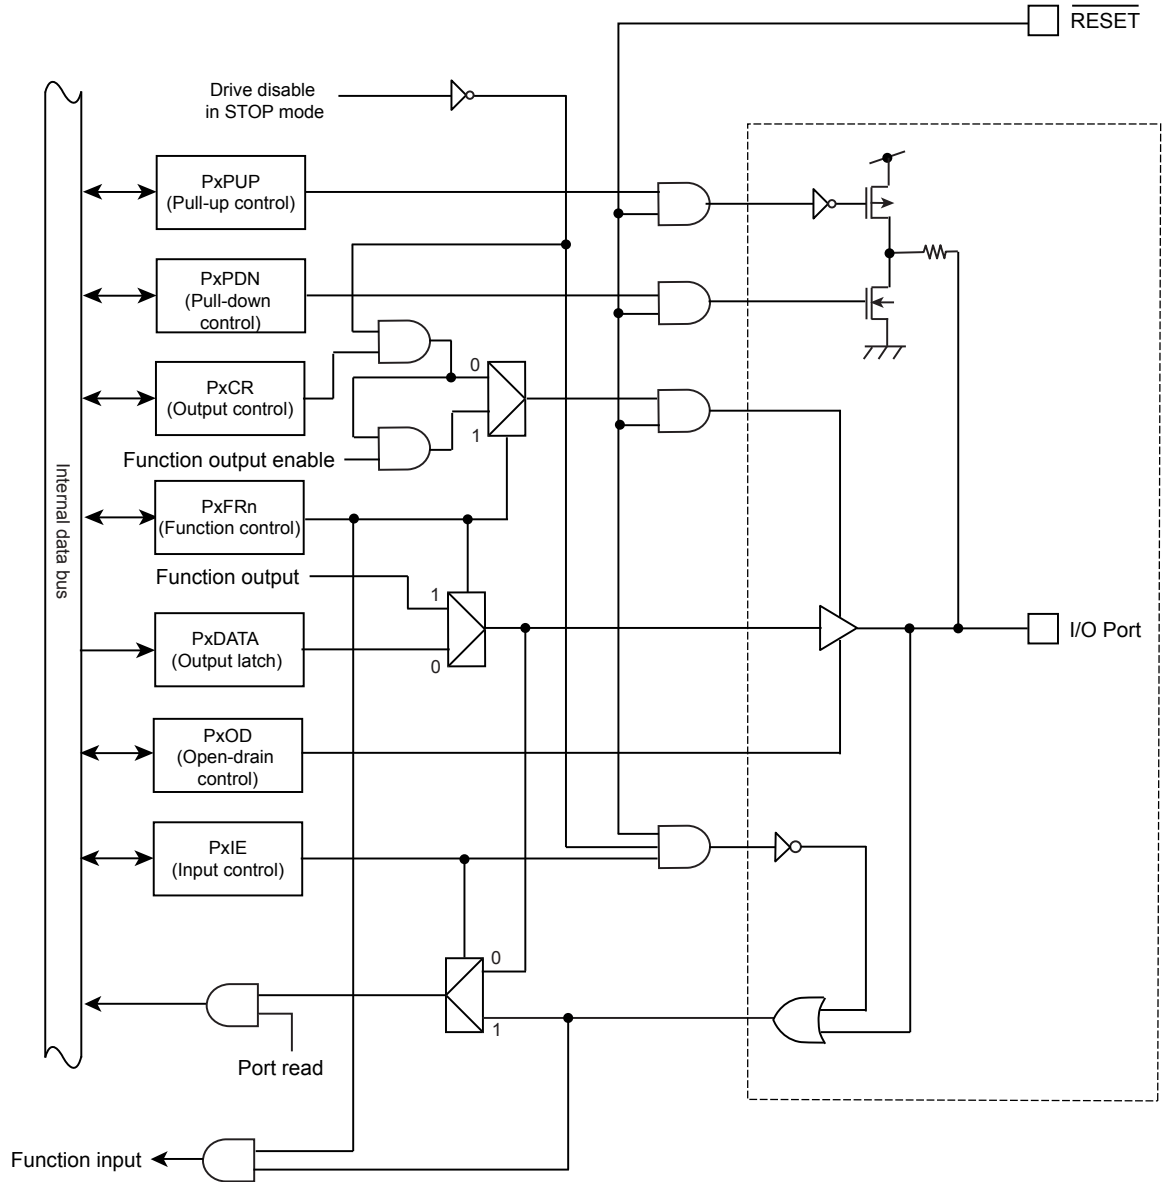 RESET
Drive disable
in STOP mode
PxPUP
(Pull-up control)
PxPDN
(Pull-down
control)
PxCR
(Output control)
0
1
Function output enable
Internal data bus
PxFRn
(Function control)
Function output
1
PxDATA
(Output latch)
0
I/O Port
PxOD
(Open-drain
control)
PxIE
(Input control)
0
1
Port read
Function input